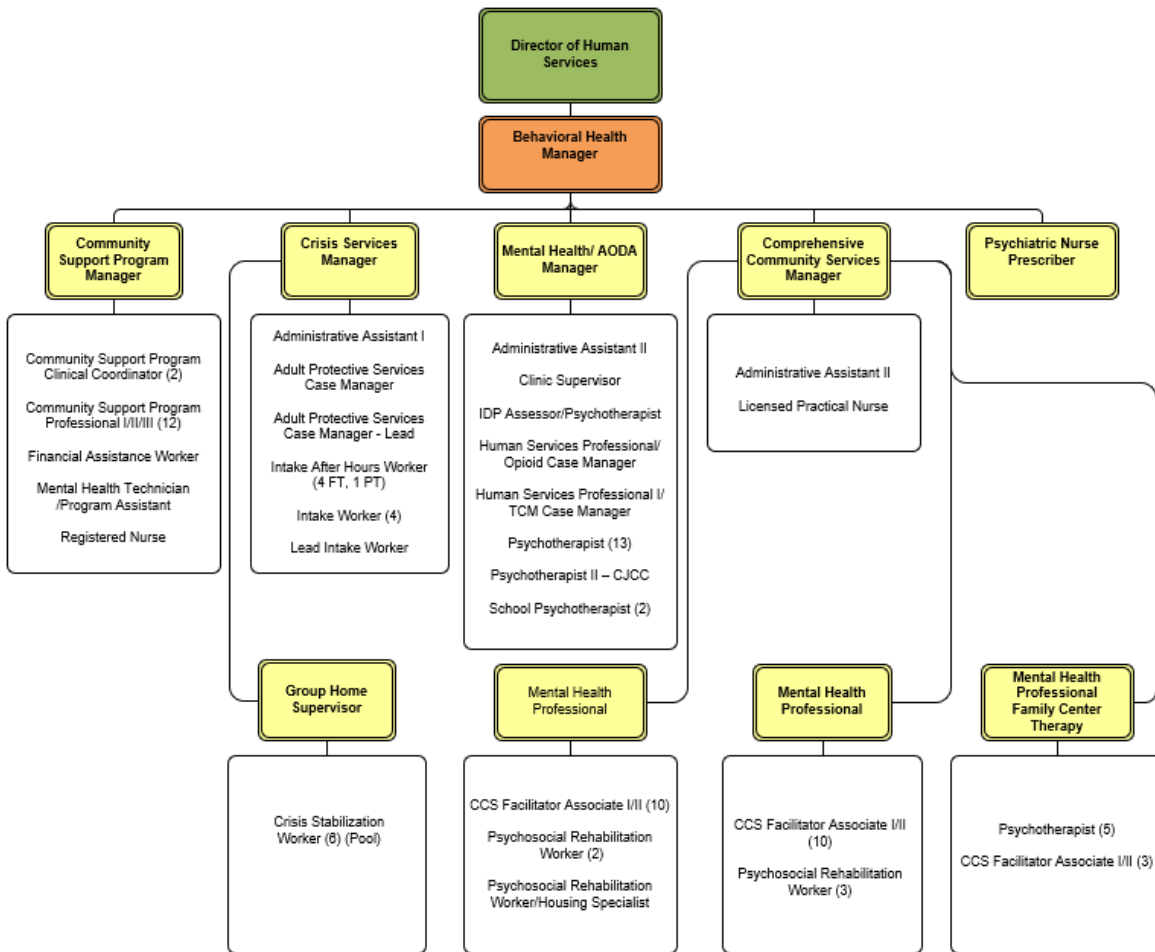 Director of Human
Services
Behavioral Health
Manager
Community
Support Program
Manager
Crisis Services
Manager
Mental Health/ AODA
Manager
Comprehensive
Community Services
Manager
Psychiatric Nurse
Prescriber
Community Support Program
Clinical Coordinator (2)
Community Support Program
Professional I/II/III (12)
Financial Assistance Worker
Mental Health Technician
/Program Assistant
Registered Nurse
Administrative Assistant I
Adult Protective Services
Case Manager
Adult Protective Services
Case Manager - Lead
Intake After Hours Worker
(4 FT, 1 PT)
Intake Worker (4)
Lead Intake Worker
Administrative Assistant II
Clinic Supervisor
IDP Assessor/Psychotherapist
Human Services Professional/
Opioid Case Manager
Human Services Professional I/
TCM Case Manager
Psychotherapist (13)
Psychotherapist II – CJCC
School Psychotherapist (2)
Administrative Assistant II
Licensed Practical Nurse
Group Home
Supervisor
Mental Health
Professional
Mental Health
Professional
Mental Health
Professional
Family Center
Therapy
Crisis Stabilization
Worker (6) (Pool)
CCS Facilitator Associate I/II (10)
Psychosocial Rehabilitation
Worker (2)
Psychosocial Rehabilitation
Worker/Housing Specialist
CCS Facilitator Associate I/II
(10)
Psychosocial Rehabilitation
Worker (3)
Psychotherapist (5)
CCS Facilitator Associate I/II (3)